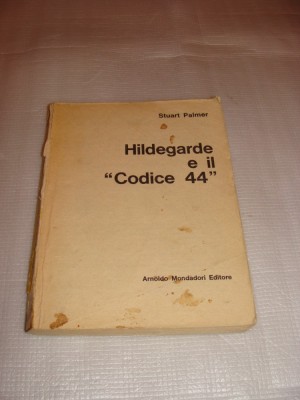 Stuart Palmer
Hildegarde
e il
"Codice 44"
Arnoldo Mondadori Editore